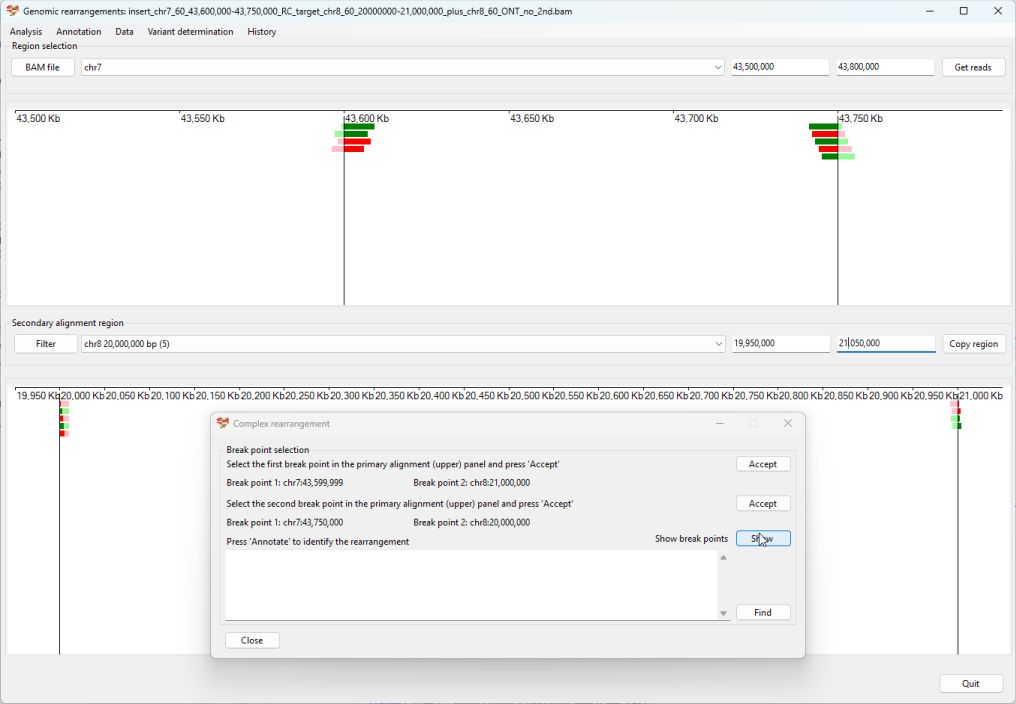 Genomic rearrangements: insert_chr7_60_43,600,000-43,750,000_RC_target_chr8_60_20000000-21,000,000_plus_chr8_60_ONT_no_2nd.bam
Analysis Annotation Data Variant determination History
Region selection
BAM file chr7 43,500,000 43,800,000 Get reads
43,500 Kb 43,550 Kb 43,600 Kb 43,650 Kb 43,700 Kb 43,750 Kb
Secondary alignment region
Filter chr8 20,000,000 bp (5) 19,950,000 21,050,000 Copy region
19,950 Kb 20,000 Kb 20,050 Kb 20,100 Kb 20,150 Kb 20,200 Kb 20,250 Kb 20,300 Kb 20,350 Kb 20,400 Kb 20,450 Kb 20,500 Kb 20,550 Kb 20,600 Kb 20,650 Kb 20,700 Kb 20,750 Kb 20,800 Kb 20,850 Kb 20,900 Kb 20,950 Kb 21,000 Kb
Complex rearrangement
Break point selection
Select the first break point in the primary alignment (upper) panel and press 'Accept' Accept
Break point 1: chr7:43,599,999 Break point 2: chr8:21,000,000
Select the second break point in the primary alignment (upper) panel and press 'Accept' Accept
Break point 1: chr7:43,750,000 Break point 2: chr8:20,000,000
Press 'Annotate' to identify the rearrangement Show break points Show
Find
Close
Quit